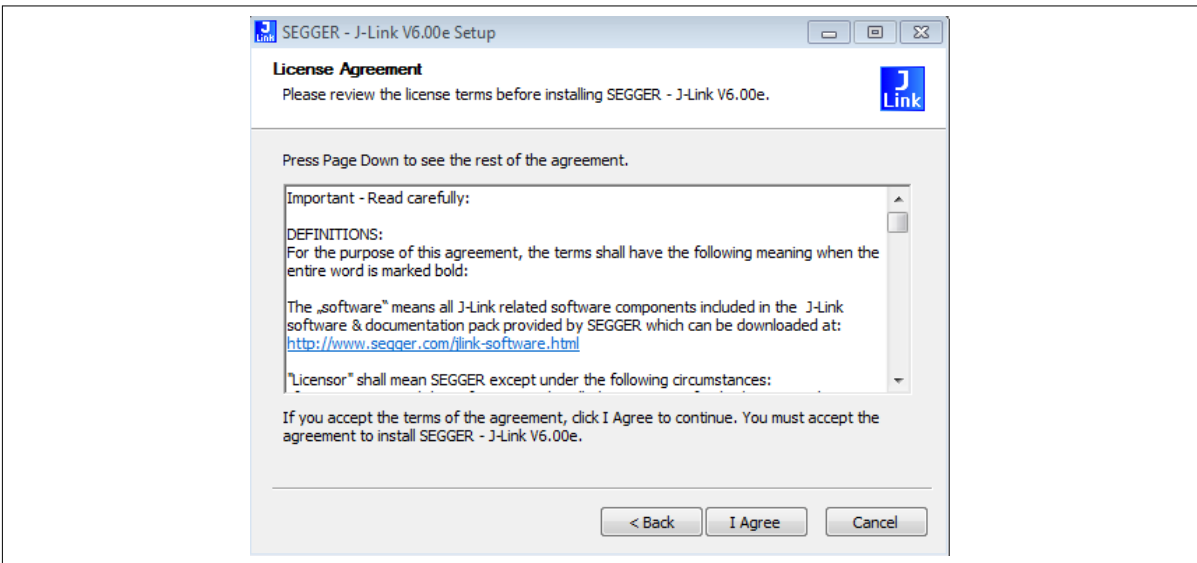 J
Link
SEGGER - J-Link V6.00e Setup
License Agreement
Please review the license terms before installing SEGGER - J-Link V6.00e.
J
Link
Press Page Down to see the rest of the agreement.
Important - Read carefully:
DEFINITIONS:
For the purpose of this agreement, the terms shall have the following meaning when the
entire word is marked bold:
The „software“ means all J-Link related software components included in the  J-Link
software & documentation pack provided by SEGGER which can be downloaded at:
http://www.segger.com/jlink-software.html
"Licensor" shall mean SEGGER except under the following circumstances:
If you accept the terms of the agreement, click I Agree to continue. You must accept the
agreement to install SEGGER - J-Link V6.00e.
< Back
I Agree
Cancel